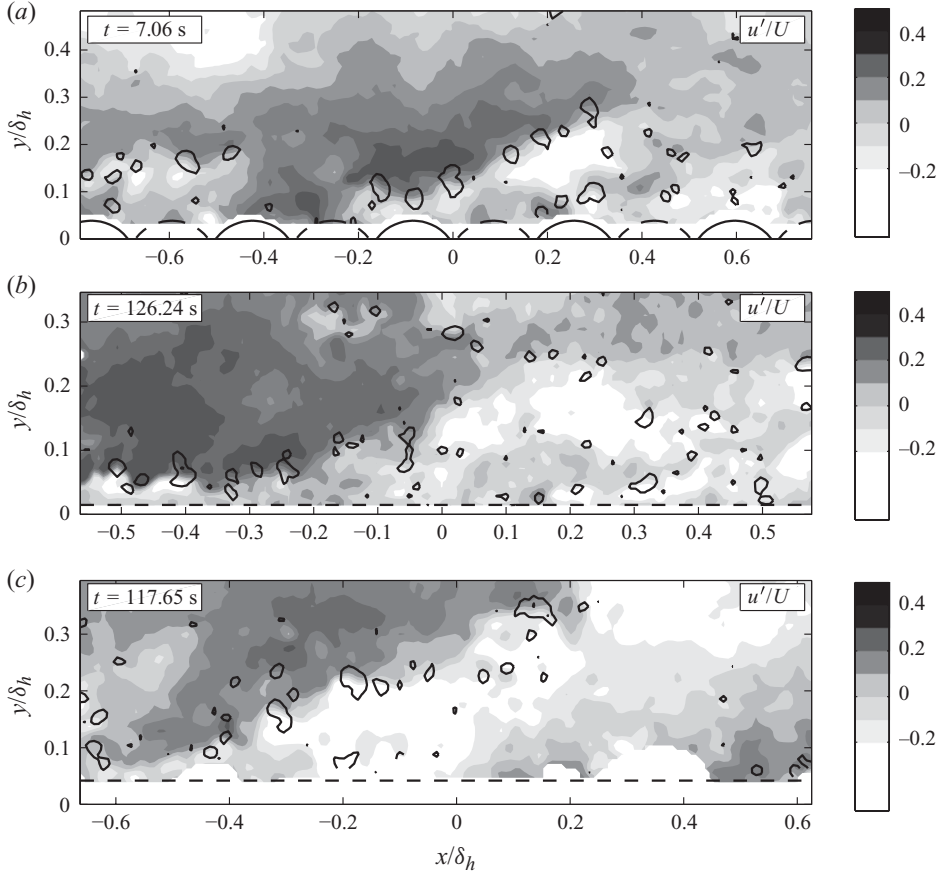 (a)
t = 7.06 s
u′/U
0.4
0.3
0.2
0.1
0
y/δh
−0.6 −0.4 −0.2 0 0.2 0.4 0.6
0.4
0.2
0
−0.2
(b)
t = 126.24 s
u′/U
0.3
0.2
0.1
0
y/δh
−0.5 −0.4 −0.3 −0.2 −0.1 0 0.1 0.2 0.3 0.4 0.5
0.4
0.2
0
−0.2
(c)
t = 117.65 s
u′/U
0.3
0.2
0.1
0
y/δh
−0.6 −0.4 −0.2 0 0.2 0.4 0.6
x/δh
0.4
0.2
0
−0.2